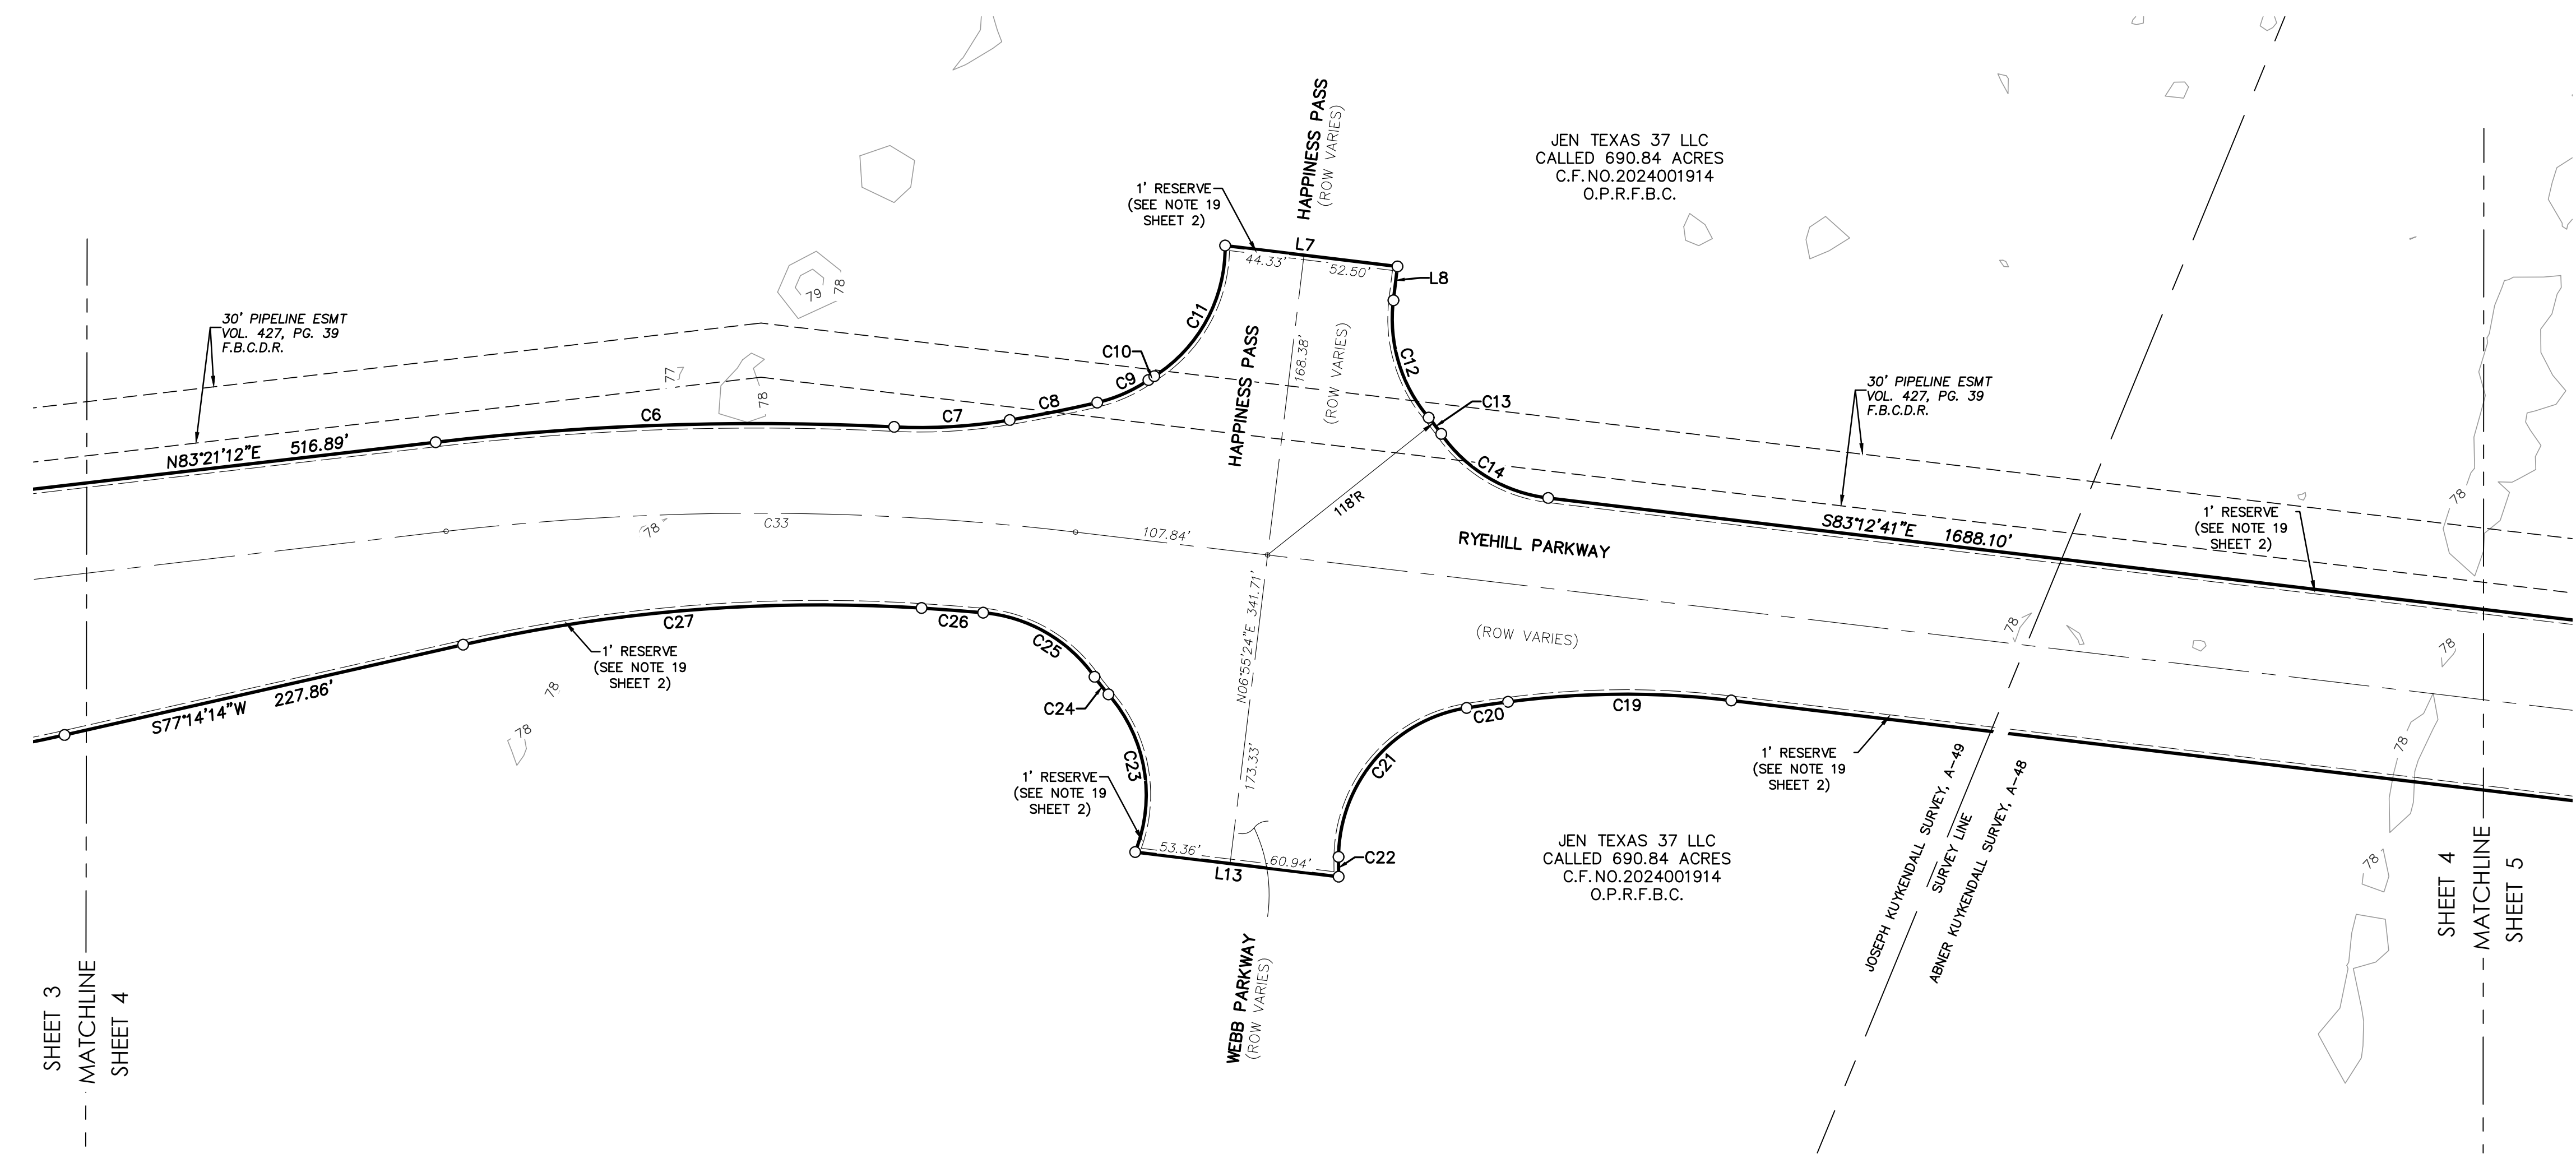 HAPPINESS PASS
(ROW VARIES)
JEN TEXAS 37 LLC
CALLED 690.84 ACRES
C.F.NO.2024001914
O.P.R.F.B.C.
1' RESERVE
(SEE NOTE 19
SHEET 2)
L7
44.33'
52.50'
L8
79
78
30' PIPELINE ESMT
VOL. 427, PG. 39
F.B.C.D.R.
C11
C10
C9
C8
C7
C6
77
78
HAPPINESS PASS
168.38'
(ROW VARIES)
C12
C13
C14
30' PIPELINE ESMT
VOL. 427, PG. 39
F.B.C.D.R.
N83°21'12"E 516.89'
118'R
S83°12'41"E 1688.10'
1' RESERVE
(SEE NOTE 19
SHEET 2)
78
C33
78
107.84'
RYEHILL PARKWAY
N06°55'24"E 341.71'
(ROW VARIES)
78
78
C27
C26
C25
C24
C23
1' RESERVE
(SEE NOTE 19
SHEET 2)
S77°14'14"W 227.86'
78
78
1' RESERVE
(SEE NOTE 19
SHEET 2)
173.33'
53.36'
60.94'
L13
C22
C21
C20
C19
1' RESERVE
(SEE NOTE 19
SHEET 2)
78
78
JEN TEXAS 37 LLC
CALLED 690.84 ACRES
C.F.NO.2024001914
O.P.R.F.B.C.
JOSEPH KUYKENDALL SURVEY, A-49
SURVEY LINE
ABNER KUYKENDALL SURVEY, A-48
WEBB PARKWAY
(ROW VARIES)
SHEET 3
MATCHLINE
SHEET 4
SHEET 4
MATCHLINE
SHEET 5